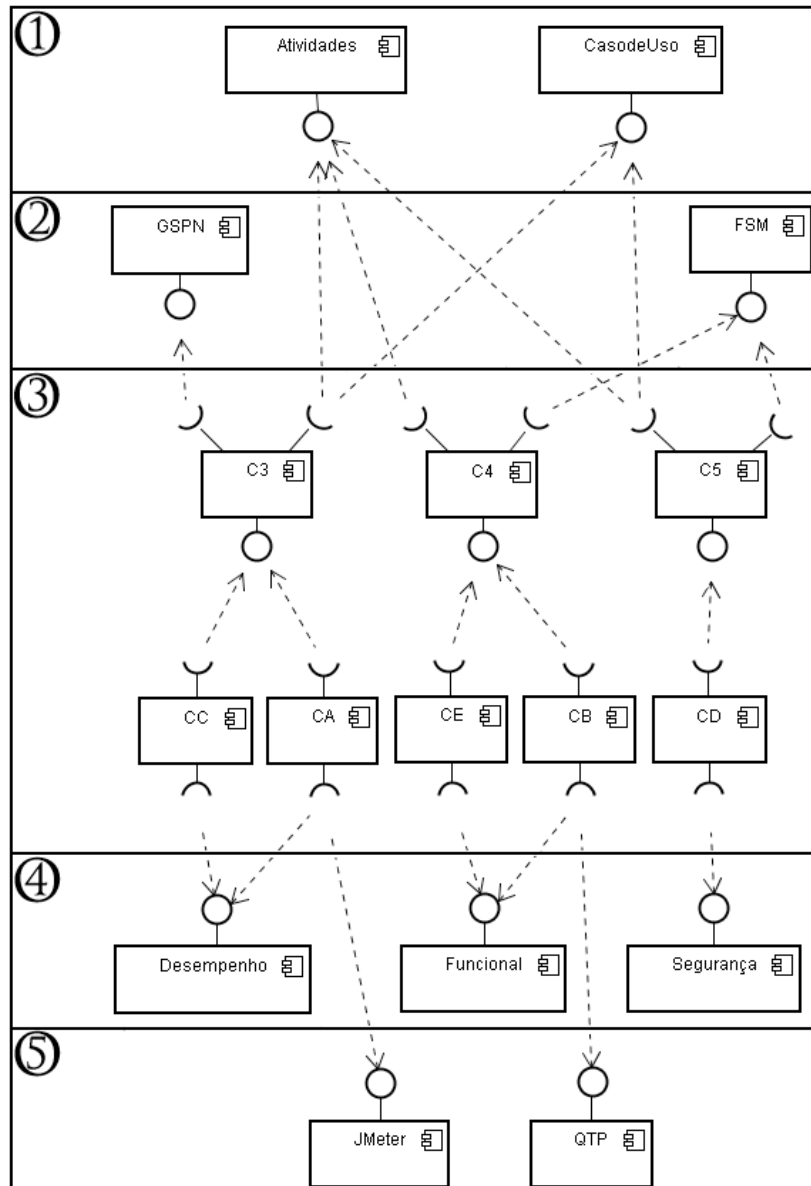 1
Atividades
CasodeUso
2
GSPN
FSM
3
C3
C4
C5
CC
CA
CE
CB
CD
4
Desempenho
Funcional
Segurança
5
JMeter
QTP